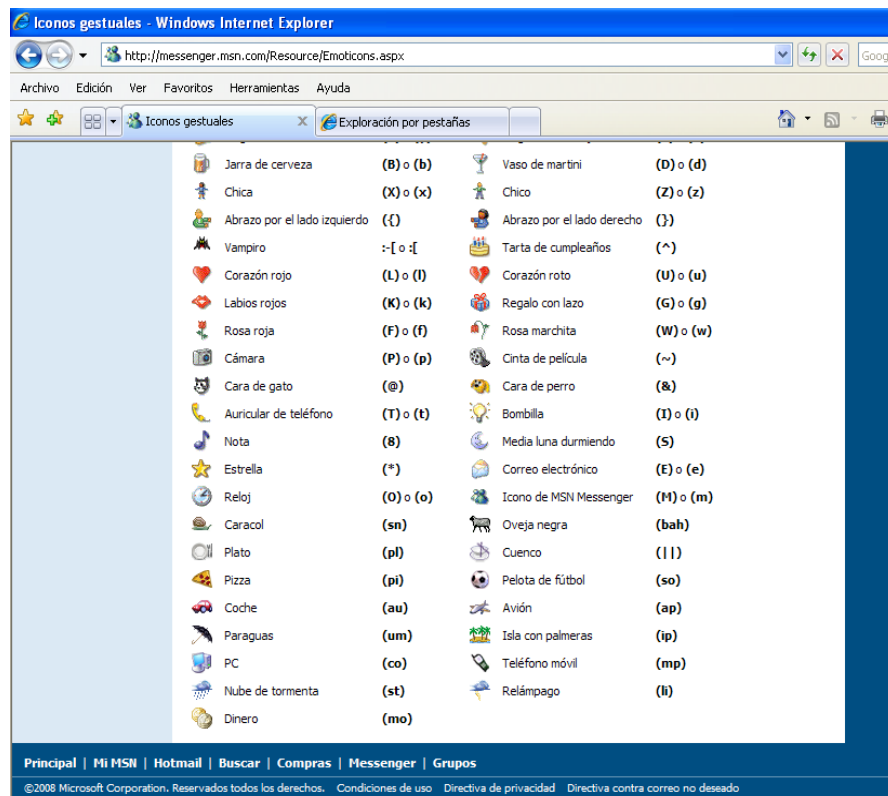 Iconos gestuales - Windows Internet Explorer
http://messenger.msn.com/Resource/Emoticons.aspx
Goog
Archivo Edición Ver Favoritos Herramientas Ayuda
Iconos gestuales X Exploración por pestañas
Jarra de cerveza (B) o (b) Vaso de martini (D) o (d)
Chica (X) o (x) Chico (Z) o (z)
Abrazo por el lado izquierdo ({) Abrazo por el lado derecho (})
Vampiro :-[ o :[ Tarta de cumpleaños (^)
Corazón rojo (L) o (l) Corazón roto (U) o (u)
Labios rojos (K) o (k) Regalo con lazo (G) o (g)
Rosa roja (F) o (f) Rosa marchita (W) o (w)
Cámara (P) o (p) Cinta de película (~)
Cara de gato (@) Cara de perro (&)
Auricular de teléfono (T) o (t) Bombilla (I) o (i)
Nota (8) Media luna durmiendo (S)
Estrella (*) Correo electrónico (E) o (e)
Reloj (O) o (o) Icono de MSN Messenger (M) o (m)
Caracol (sn) Oveja negra (bah)
Plato (pl) Cuenco (||)
Pizza (pi) Pelota de fútbol (so)
Coche (au) Avión (ap)
Paraguas (um) Isla con palmeras (ip)
PC (co) Teléfono móvil (mp)
Nube de tormenta (st) Relámpago (li)
Dinero (mo)
Principal | Mi MSN | Hotmail | Buscar | Compras | Messenger | Grupos
©2008 Microsoft Corporation. Reservados todos los derechos. Condiciones de uso Directiva de privacidad Directiva contra correo no deseado